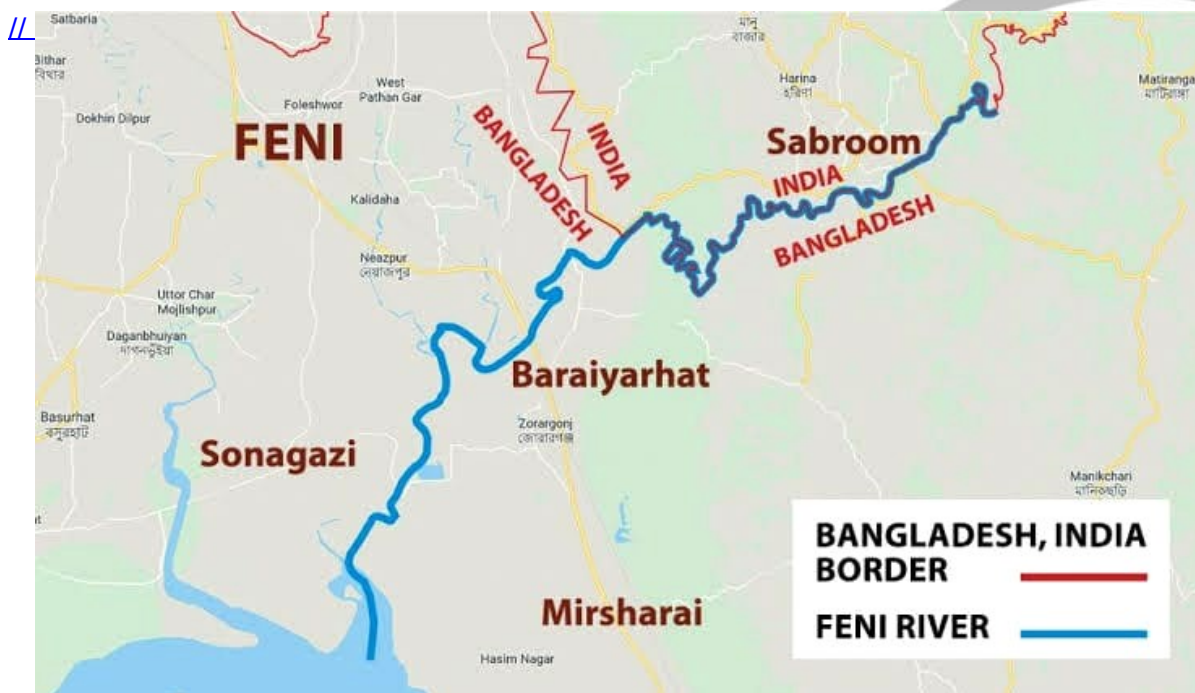 //
Satbaria
Bithar
বিথার
মানু
বাজার
West
Pathan Gar
Harina
হরিণা
Matiranga
মাটিরাঙ্গা
Foleshwor
Dokhin Dilpur
FENI
BANGLADESH
INDIA
Sabroom
INDIA
BANGLADESH
Kalidaha
Neazpur
নেয়াজপুর
Uttor Char
Mojlishpur
Daganbhuiyan
দাগনভূঁইয়া
Baraiyarhat
Basurhat
বসুরহাট
Zorargonj
জোরারগঞ্জ
Sonagazi
Manikchari
মানিকছড়ি
BANGLADESH, INDIA
BORDER
FENI RIVER
Mirsharai
Hasim Nagar